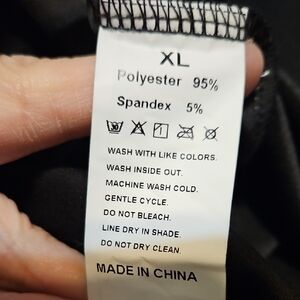 XL
Polyester 95%
Spandex 5%
WASH WITH LIKE COLORS.
WASH INSIDE OUT.
MACHINE WASH COLD.
GENTLE CYCLE.
DO NOT BLEACH.
LINE DRY IN SHADE.
DO NOT DRY CLEAN.
MADE IN CHINA